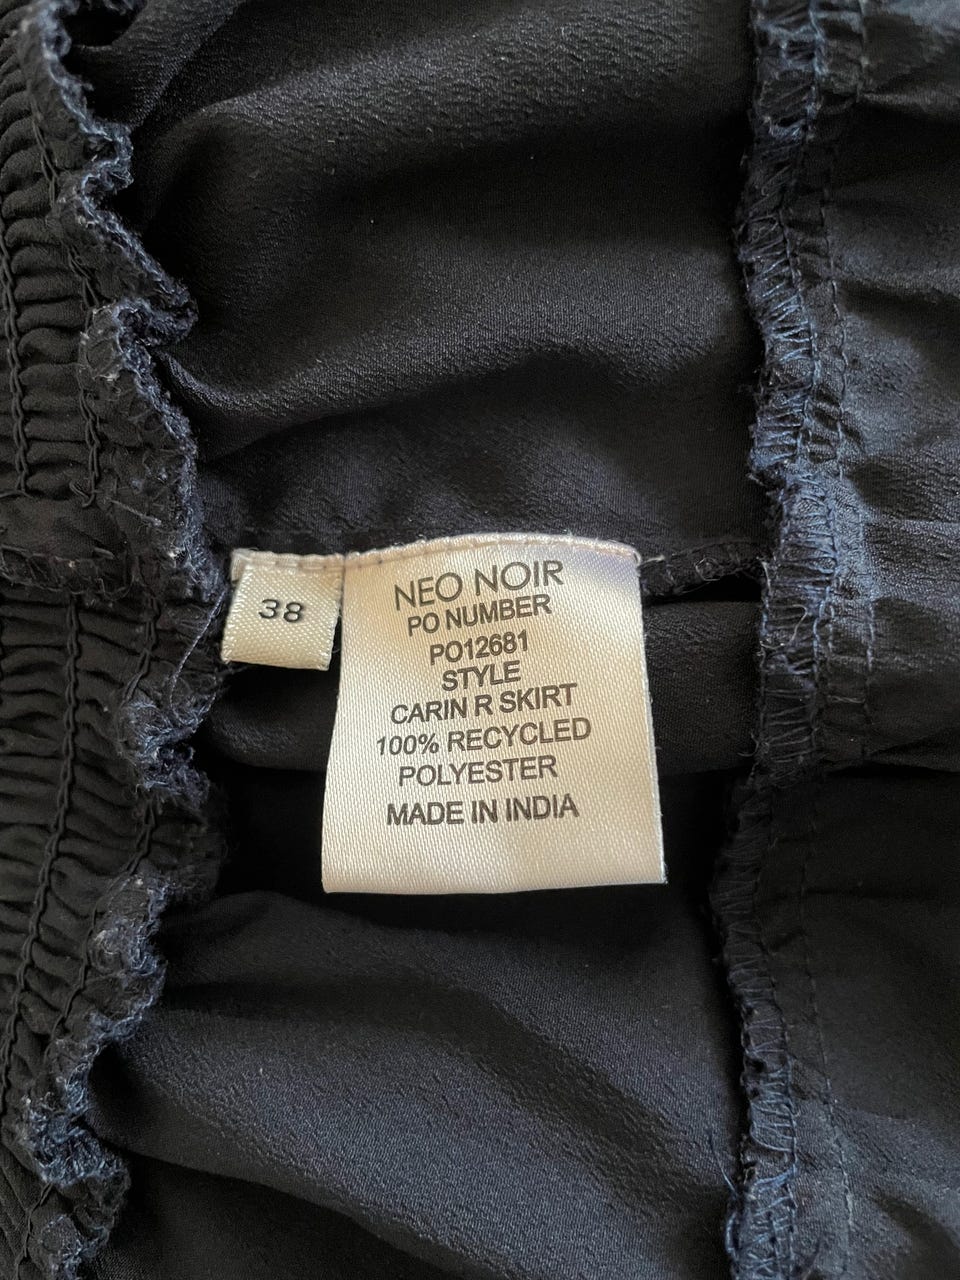 38
NEO NOIR
PO NUMBER
PO12681
STYLE
CARIN R SKIRT
100% RECYCLED
POLYESTER
MADE IN INDIA